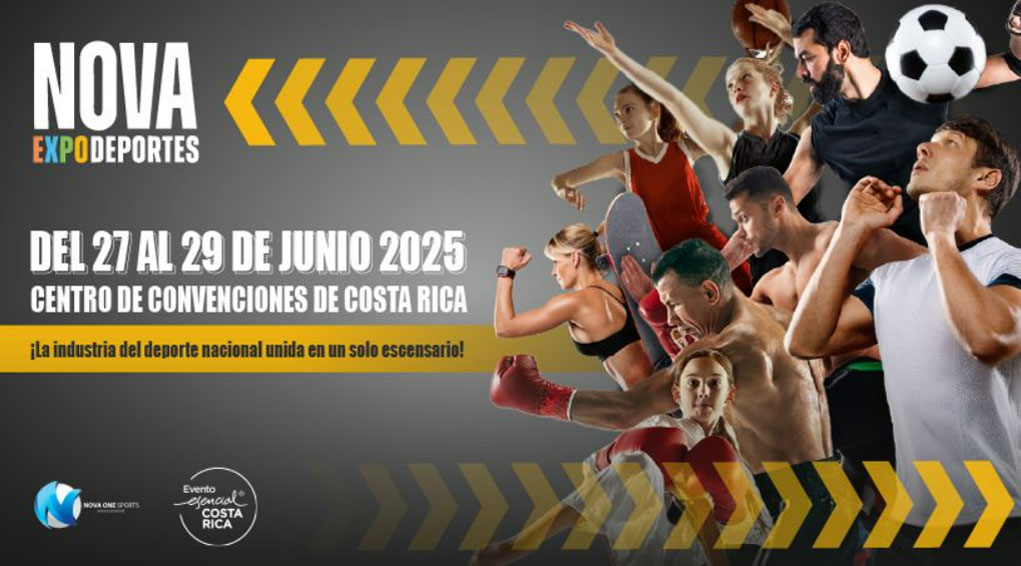 NOVA
EXPODEPORTES
DEL 27 AL 29 DE JUNIO 2025
CENTRO DE CONVENCIONES DE COSTA RICA
¡La industria del deporte nacional unida en un solo escensario!
NOVA ONE SPORTS
Evento
esencial
COSTA
RICA